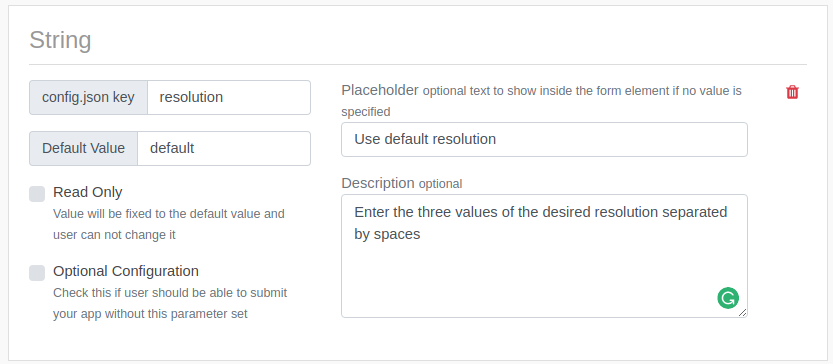 String
config.json key resolution
Default Value default
Read Only
Value will be fixed to the default value and
user can not change it
Optional Configuration
Check this if user should be able to submit
your app without this parameter set
Placeholder optional text to show inside the form element if no value is
specified
Use default resolution
Description optional
Enter the three values of the desired resolution separated
by spaces